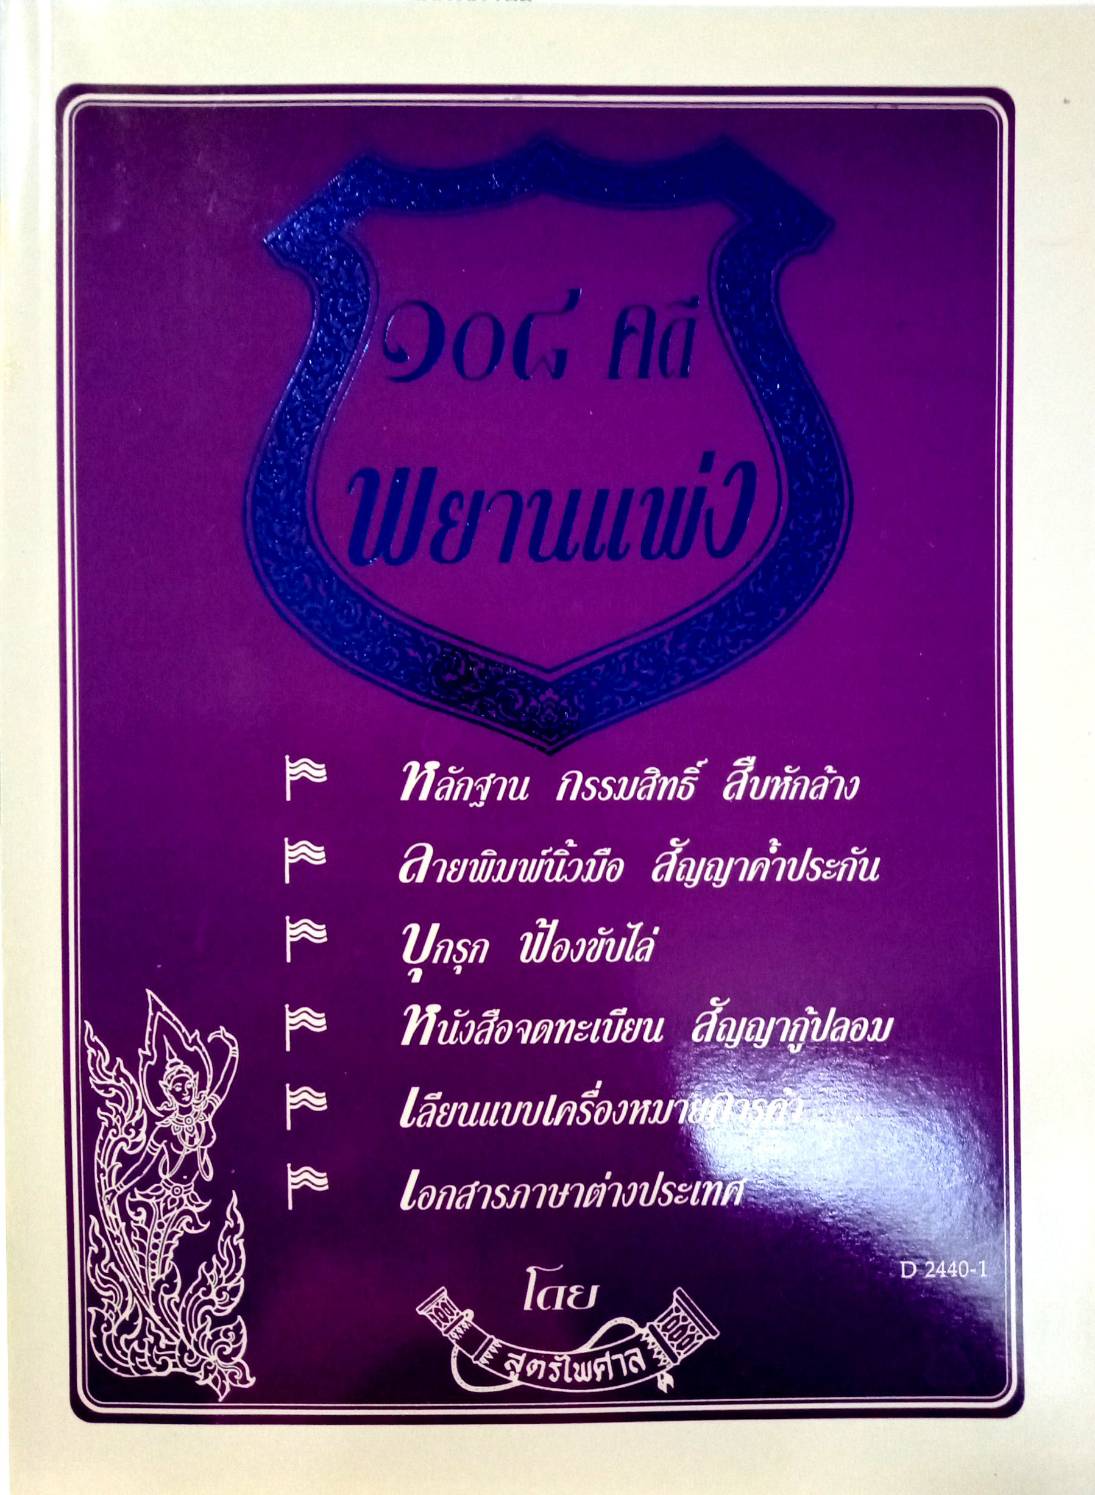 ๑๐๘ คดี
พยานแพ่ง
หลักฐาน กรรมสิทธิ์ สืบหักล้าง
ลายพิมพ์นิ้วมือ สัญญาค้ำประกัน
บุกรุก ฟ้องขับไล่
หนังสือจดทะเบียน สัญญากู้ปลอม
เลียนแบบเครื่องหมายการค้า
เอกสารภาษาต่างประเทศ
D 2440-1
โดย
สูตรไพศาล